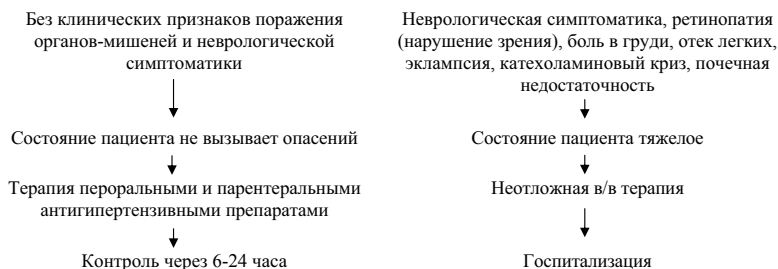 Без клинических признаков поражения
органов-мишеней и неврологической
симптоматики
Состояние пациента не вызывает опасений
Терапия пероральными и парентеральными
антигипертензивными препаратами
Контроль через 6-24 часа
Неврологическая симптоматика, ретинопатия
(нарушение зрения), боль в груди, отек легких,
эклампсия, катехоламиновый криз, почечная
недостаточность
Состояние пациента тяжелое
Неотложная в/в терапия
Госпитализация